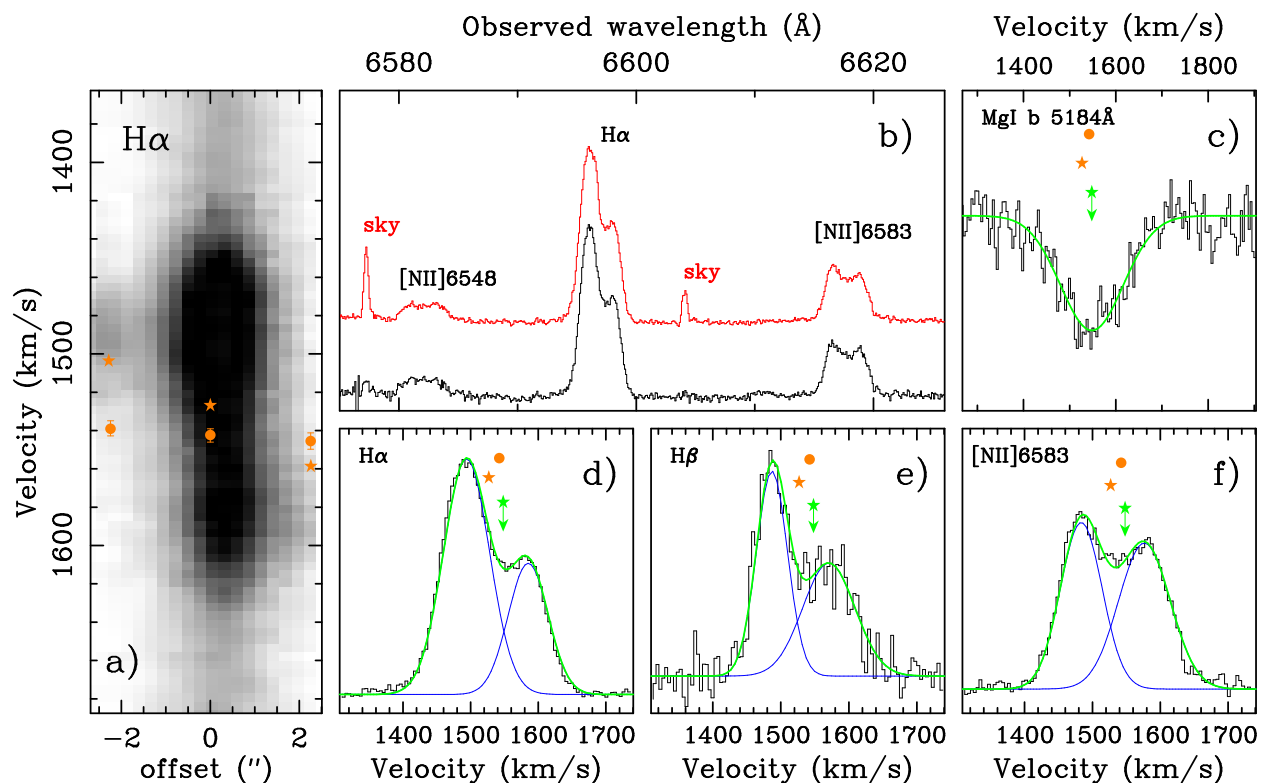 Observed wavelength (Å)
6580 6600 6620
Velocity (km/s)
1400 1600 1800
Hα
a)
Velocity (km/s)
1400
1500
1600
−2 0 2
offset (″)
b)
Hα
sky
[NII]6548
sky
[NII]6583
MgI b 5184Å
c)
Hα
d)
1400 1500 1600 1700
Velocity (km/s)
Hβ
e)
1400 1500 1600 1700
Velocity (km/s)
[NII]6583
f)
1400 1500 1600 1700
Velocity (km/s)